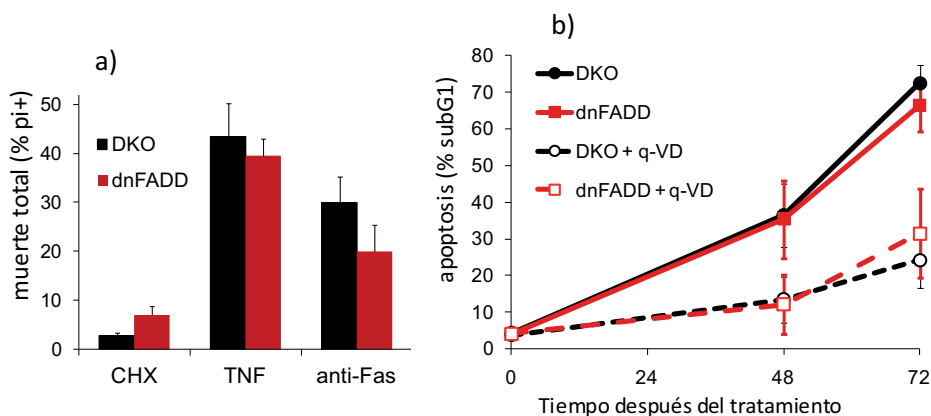 a)
muerte total (% pi+)
50
40
30
20
10
0
DKO
dnFADD
CHX
TNF
anti-Fas
b)
apoptosis (% subG1)
80
70
60
50
40
30
20
10
0
DKO
dnFADD
DKO + q-VD
dnFADD + q-VD
0
24
48
72
Tiempo después del tratamiento